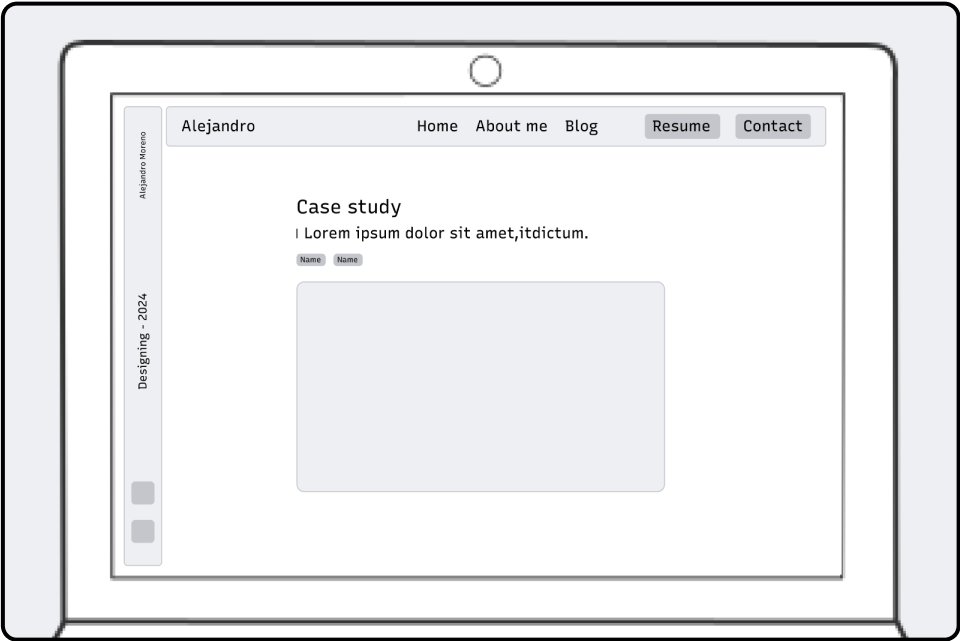 Alejandro Home About me Blog Resume Contact
Alejandro Moreno
Designing - 2024
Case study
Lorem ipsum dolor sit amet,itdictum.
Name Name